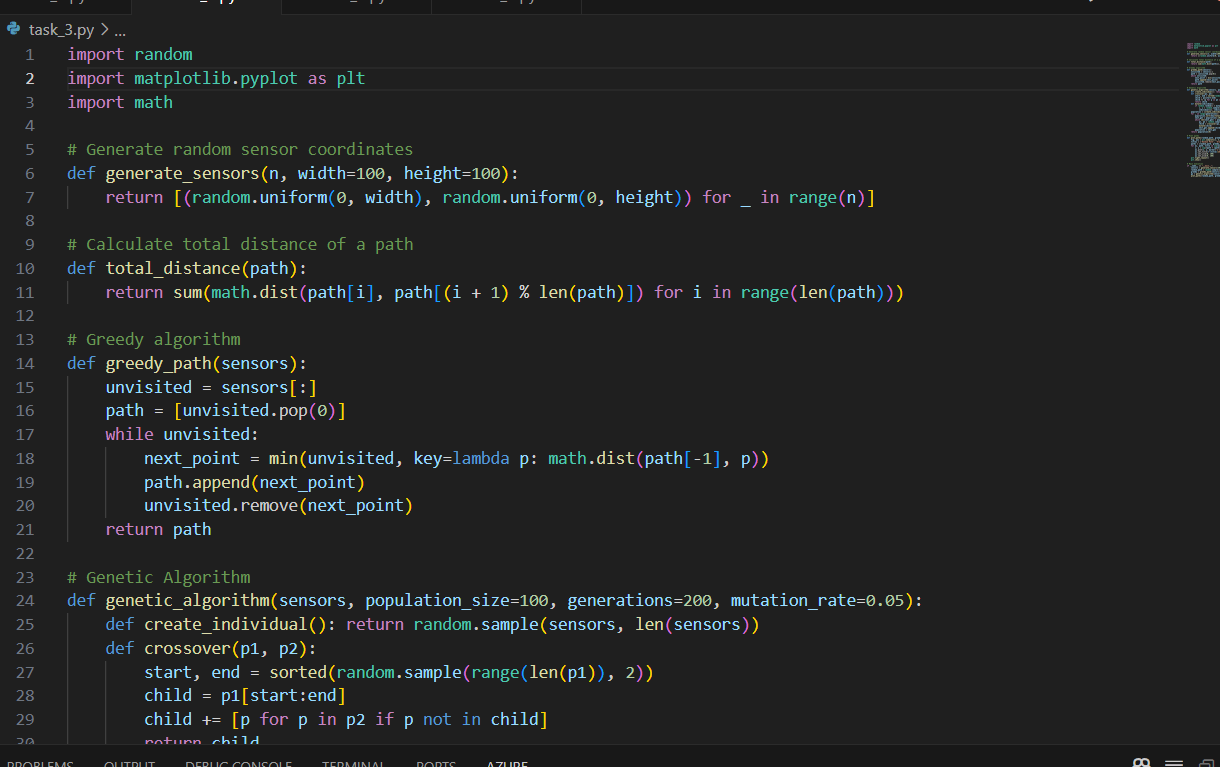 task_3.py > ...
1 import random
2 import matplotlib.pyplot as plt
3 import math
4
5 # Generate random sensor coordinates
6 def generate_sensors(n, width=100, height=100):
7     return [(random.uniform(0, width), random.uniform(0, height)) for _ in range(n)]
8
9 # Calculate total distance of a path
10 def total_distance(path):
11     return sum(math.dist(path[i], path[(i + 1) % len(path)]) for i in range(len(path)))
12
13 # Greedy algorithm
14 def greedy_path(sensors):
15     unvisited = sensors[:]
16     path = [unvisited.pop(0)]
17     while unvisited:
18         next_point = min(unvisited, key=lambda p: math.dist(path[-1], p))
19         path.append(next_point)
20         unvisited.remove(next_point)
21     return path
22
23 # Genetic Algorithm
24 def genetic_algorithm(sensors, population_size=100, generations=200, mutation_rate=0.05):
25     def create_individual(): return random.sample(sensors, len(sensors))
26     def crossover(p1, p2):
27         start, end = sorted(random.sample(range(len(p1)), 2))
28         child = p1[start:end]
29         child += [p for p in p2 if p not in child]
30         return child
PROBLEMS OUTPUT DEBUG CONSOLE TERMINAL PORTS AZURE